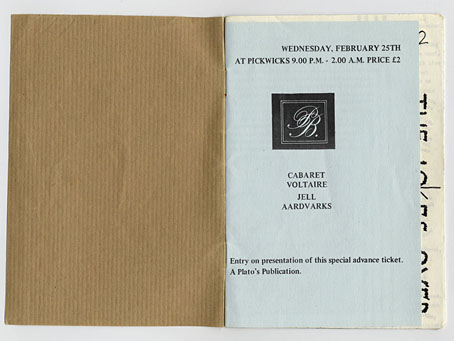 WEDNESDAY, FEBRUARY 25TH
AT PICKWICKS 9.00 P.M. - 2.00 A.M. PRICE £2
PB.
CABARET
VOLTAIRE
JELL
AARDVARKS
Entry on presentation of this special advance ticket.
A Plato's Publication.
2